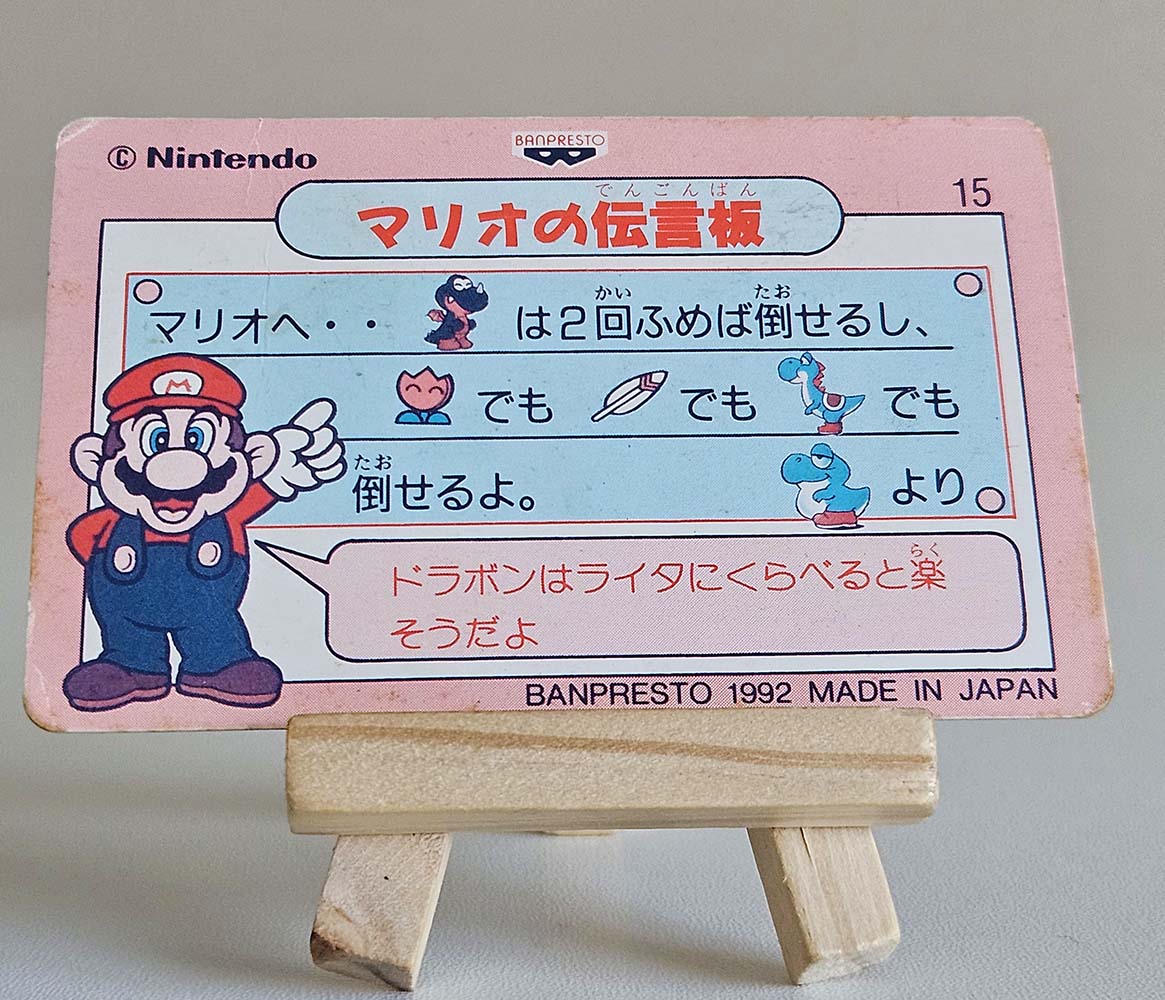 © Nintendo
BANPRESTO
15
でんごんばん
マリオの伝言板
かい たお
マリオへ・・ は2回ふめば倒せるし、
でも でも でも
たお
倒せるよ。 より
らく
ドラボンはライタにくらべると楽
そうだよ
BANPRESTO 1992 MADE IN JAPAN
M